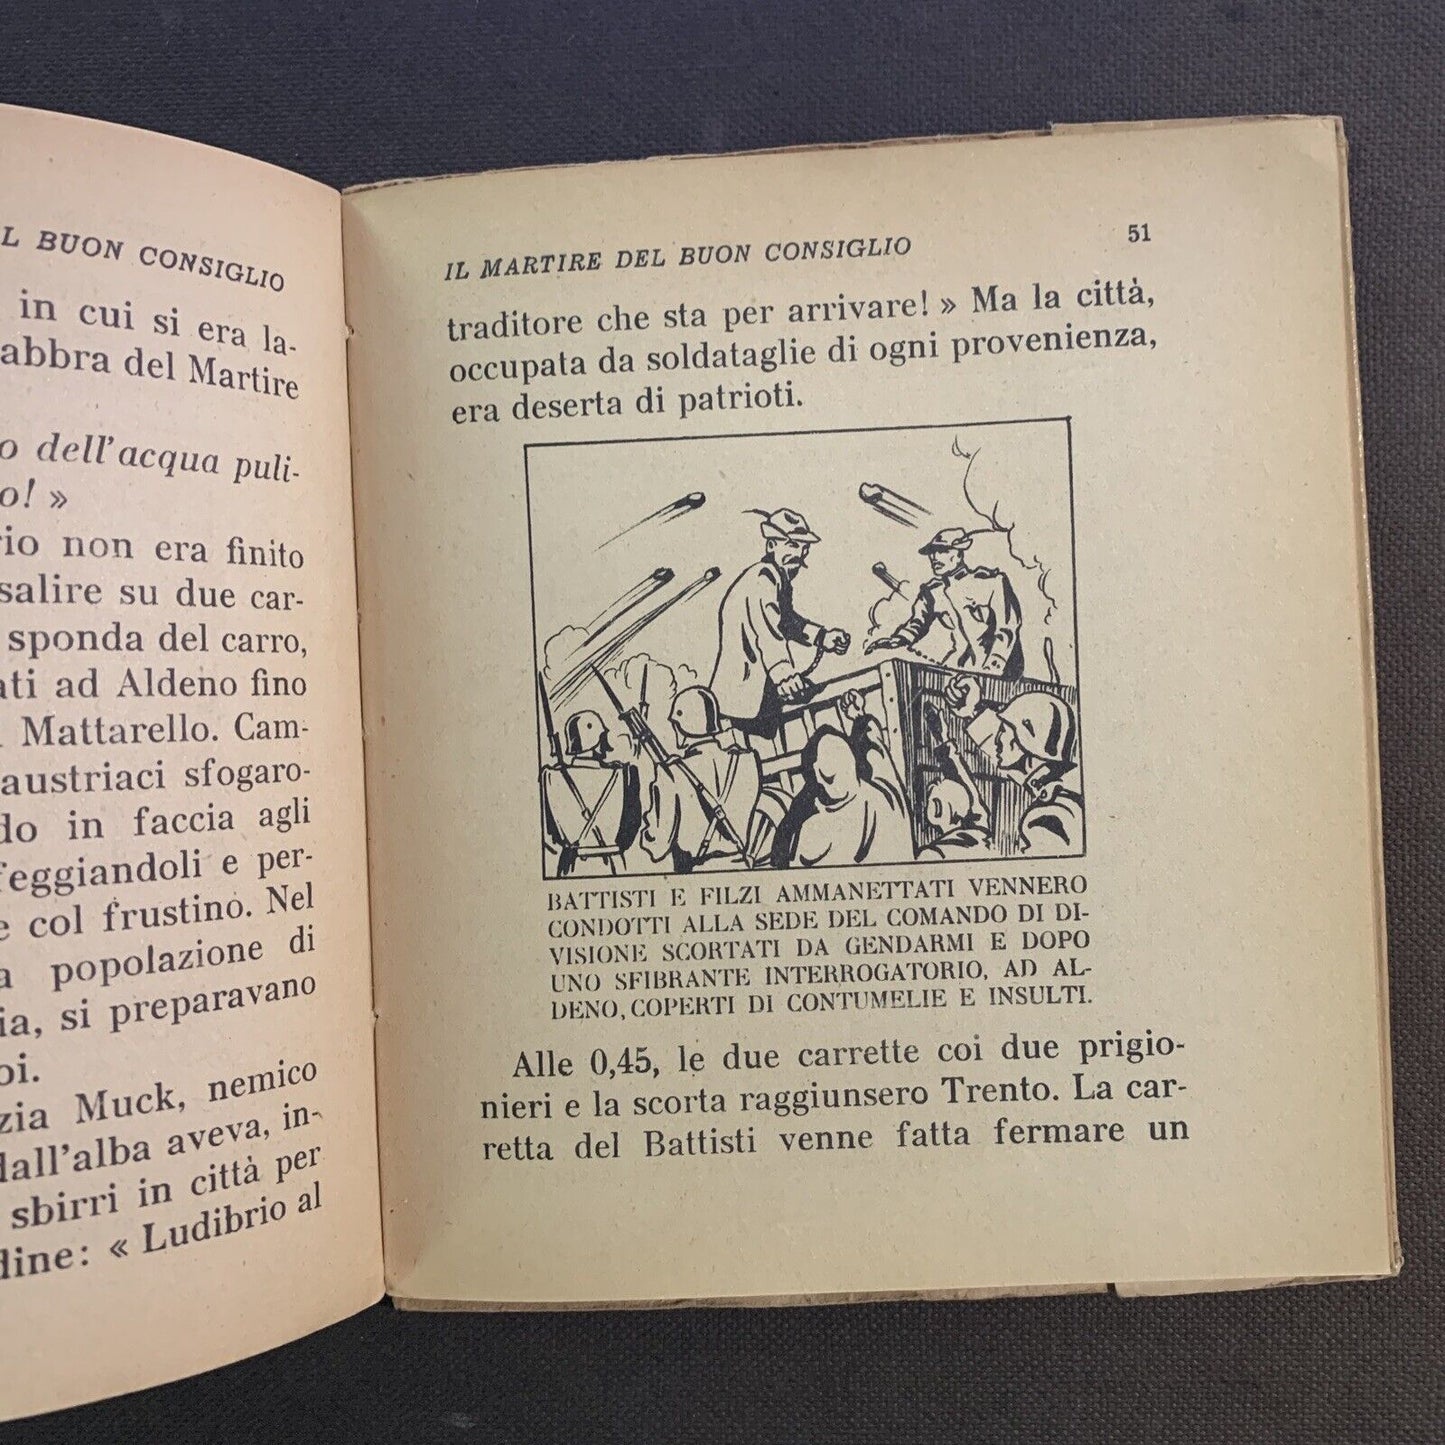 L BUON CONSIGLIO
in cui si era la-
abbra del Martire
o dell'acqua puli-
o! »
rio non era finito
salire su due car-
sponda del carro,
ati ad Aldeno fino
Mattarello. Cam-
austriaci sfogaro-
do in faccia agli
feggiandoli e per-
e col frustino. Nel
a popolazione di
ia, si preparavano
oi.
zia Muck, nemico
dall'alba aveva, in-
sbirri in città per
dine: « Ludibrio al
IL MARTIRE DEL BUON CONSIGLIO 51
traditore che sta per arrivare! » Ma la città,
occupata da soldataglie di ogni provenienza,
era deserta di patrioti.
BATTISTI E FILZI AMMANETTATI VENNERO
CONDOTTI ALLA SEDE DEL COMANDO DI DI-
VISIONE SCORTATI DA GENDARMI E DOPO
UNO SFIBRANTE INTERROGATORIO, AD AL-
DENO, COPERTI DI CONTUMELIE E INSULTI.
Alle 0,45, le due carrette coi due prigio-
nieri e la scorta raggiunsero Trento. La car-
retta del Battisti venne fatta fermare un